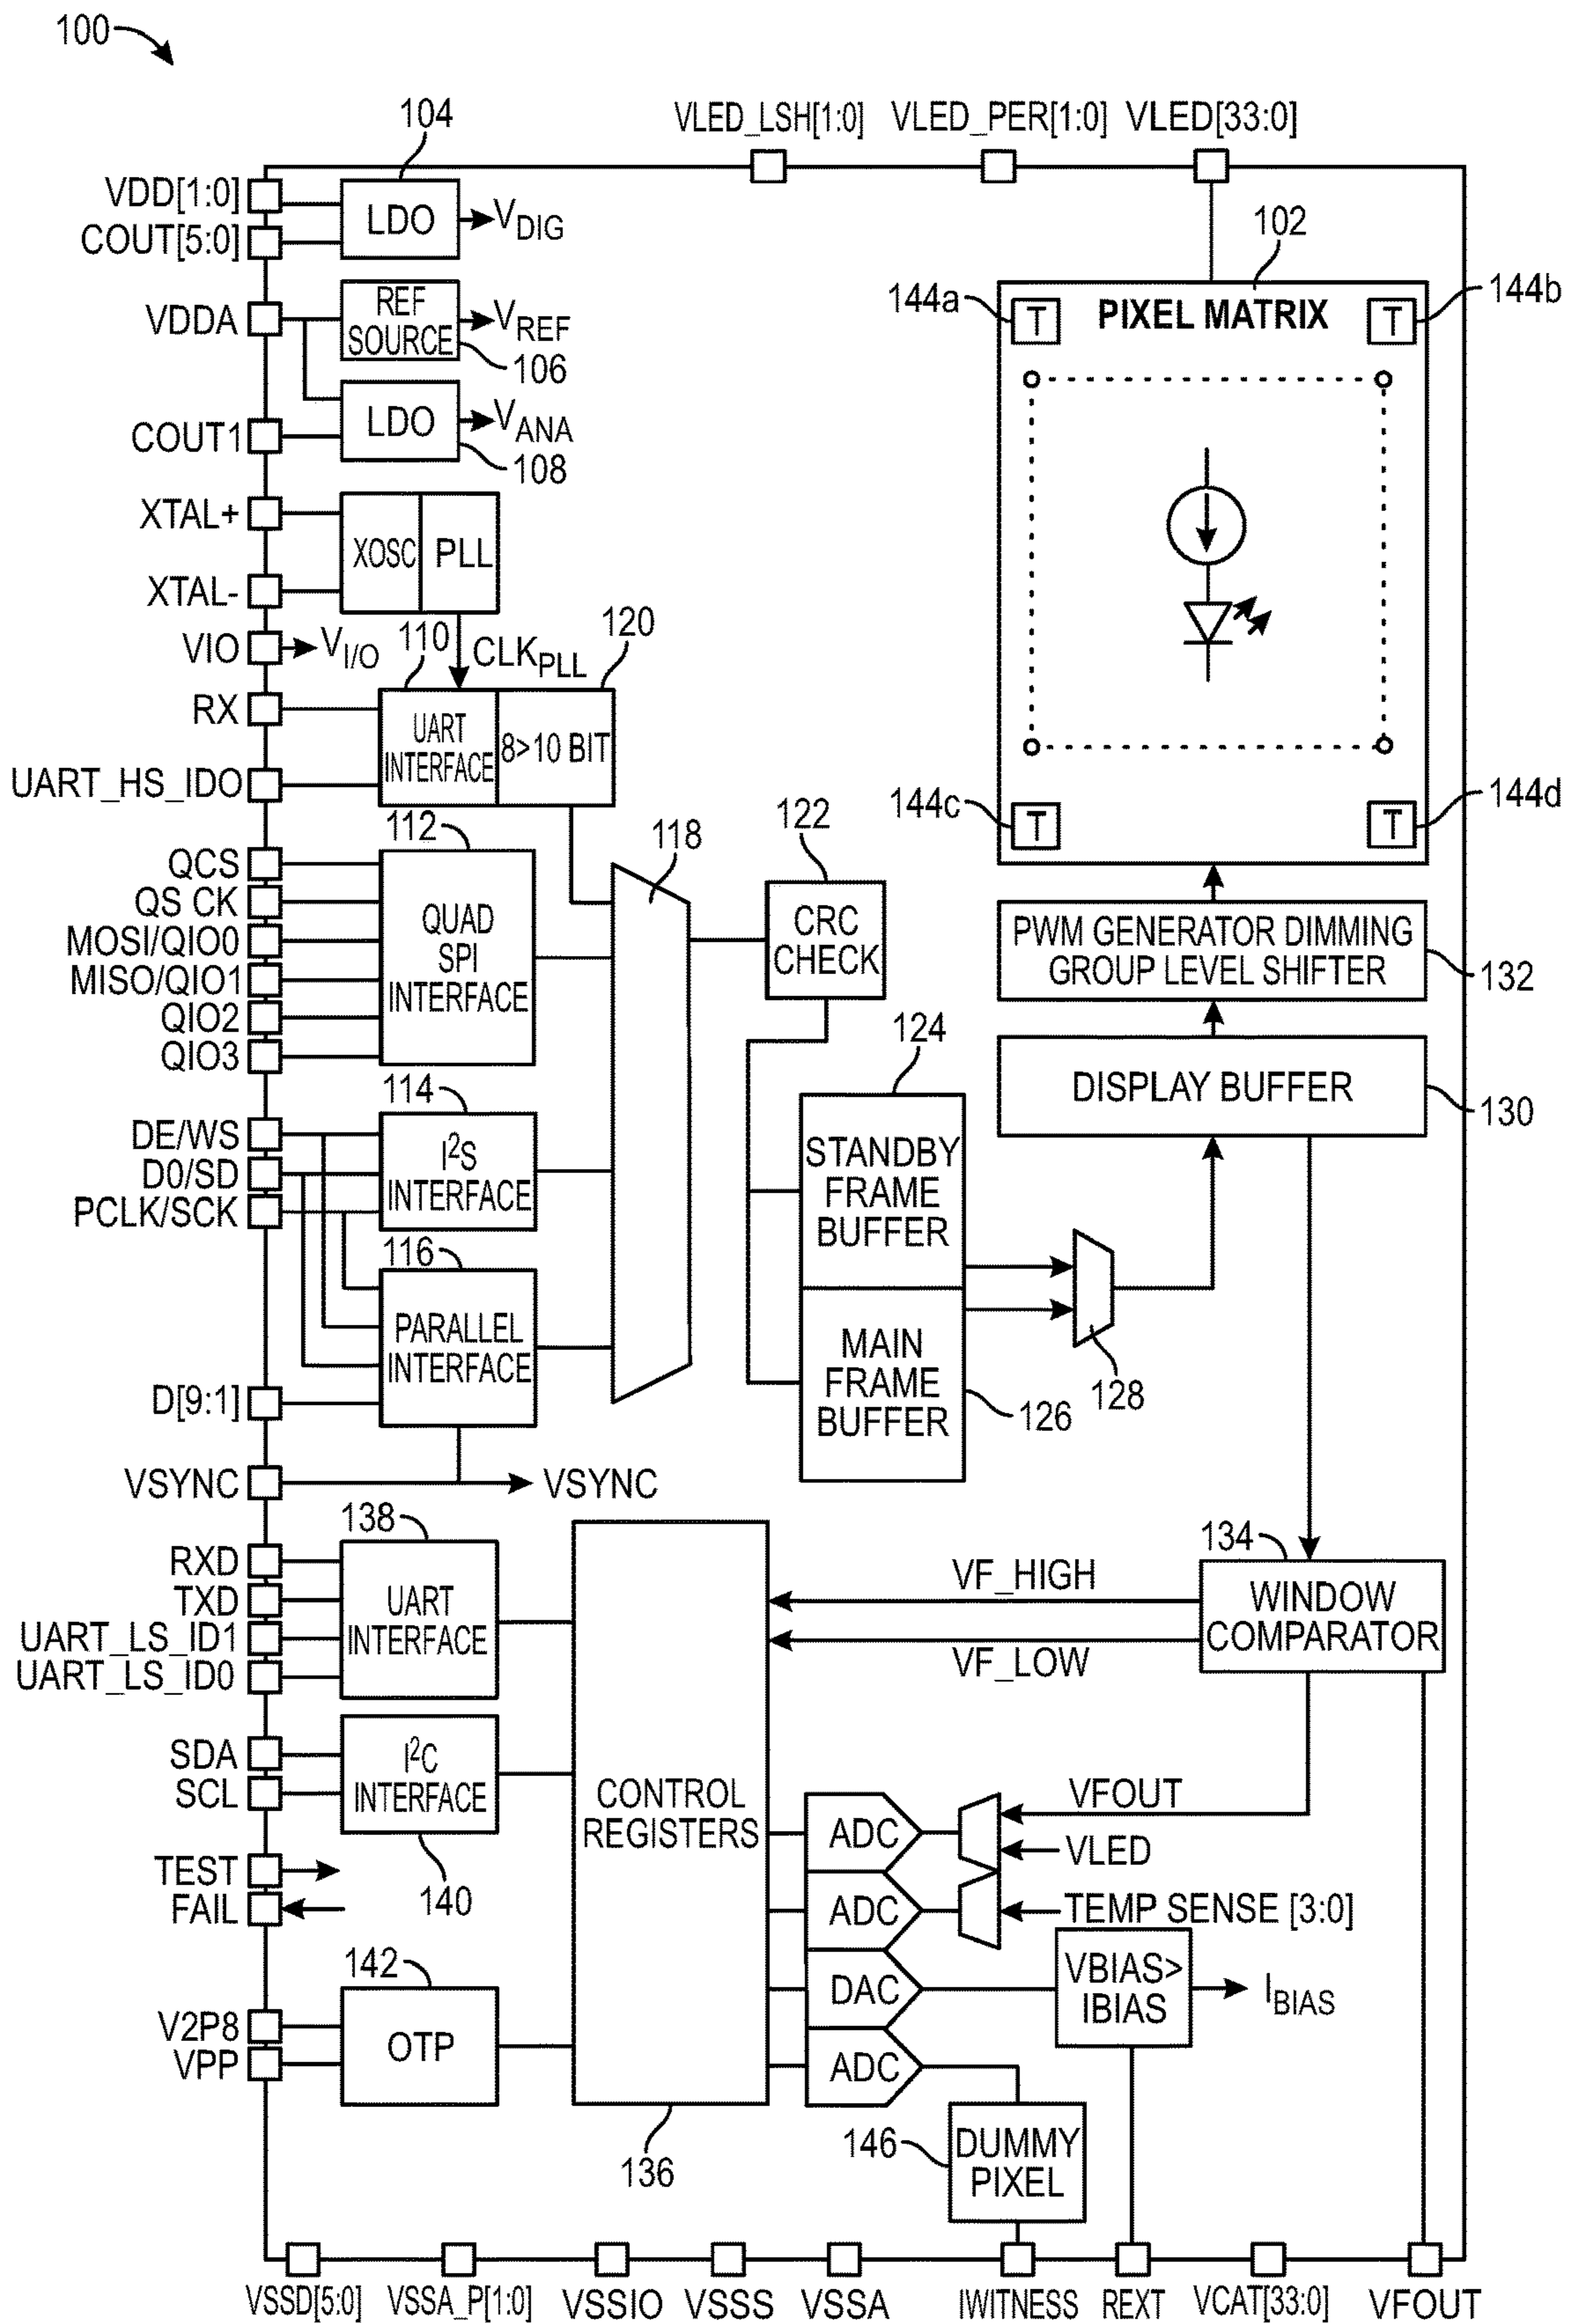 100
104
VLED_LSH[1:0]
VLED_PER[1:0]
VLED[33:0]
VDD[1:0]
COUT[5:0]
LDO
V_DIG
102
PIXEL MATRIX
144a
T
144b
T
VDDA
REF
SOURCE
V_REF
106
COUT1
LDO
V_ANA
108
XTAL+
XTAL-
XOSC
PLL
VIO
V_I/O
110
CLK_PLL
120
RX
UART_HS_IDO
UART
INTERFACE
8>10 BIT
144c
T
144d
T
112
118
122
QCS
QS CK
MOSI/QIO0
MISO/QIO1
QIO2
QIO3
QUAD
SPI
INTERFACE
CRC
CHECK
PWM GENERATOR DIMMING
GROUP LEVEL SHIFTER
132
124
DISPLAY BUFFER
130
114
DE/WS
D0/SD
PCLK/SCK
I²S
INTERFACE
STANDBY
FRAME
BUFFER
116
PARALLEL
INTERFACE
MAIN
FRAME
BUFFER
126
128
D[9:1]
VSYNC
VSYNC
138
134
RXD
TXD
UART_LS_ID1
UART_LS_ID0
UART
INTERFACE
VF_HIGH
VF_LOW
WINDOW
COMPARATOR
SDA
SCL
I²C
INTERFACE
140
CONTROL
REGISTERS
ADC
VFOUT
VLED
TEST
FAIL
ADC
TEMP SENSE [3:0]
142
V2P8
VPP
OTP
DAC
VBIAS>
IBIAS
I_BIAS
ADC
136
146
DUMMY
PIXEL
VSSD[5:0]
VSSA_P[1:0]
VSSIO
VSSS
VSSA
IWITNESS
REXT
VCAT[33:0]
VFOUT